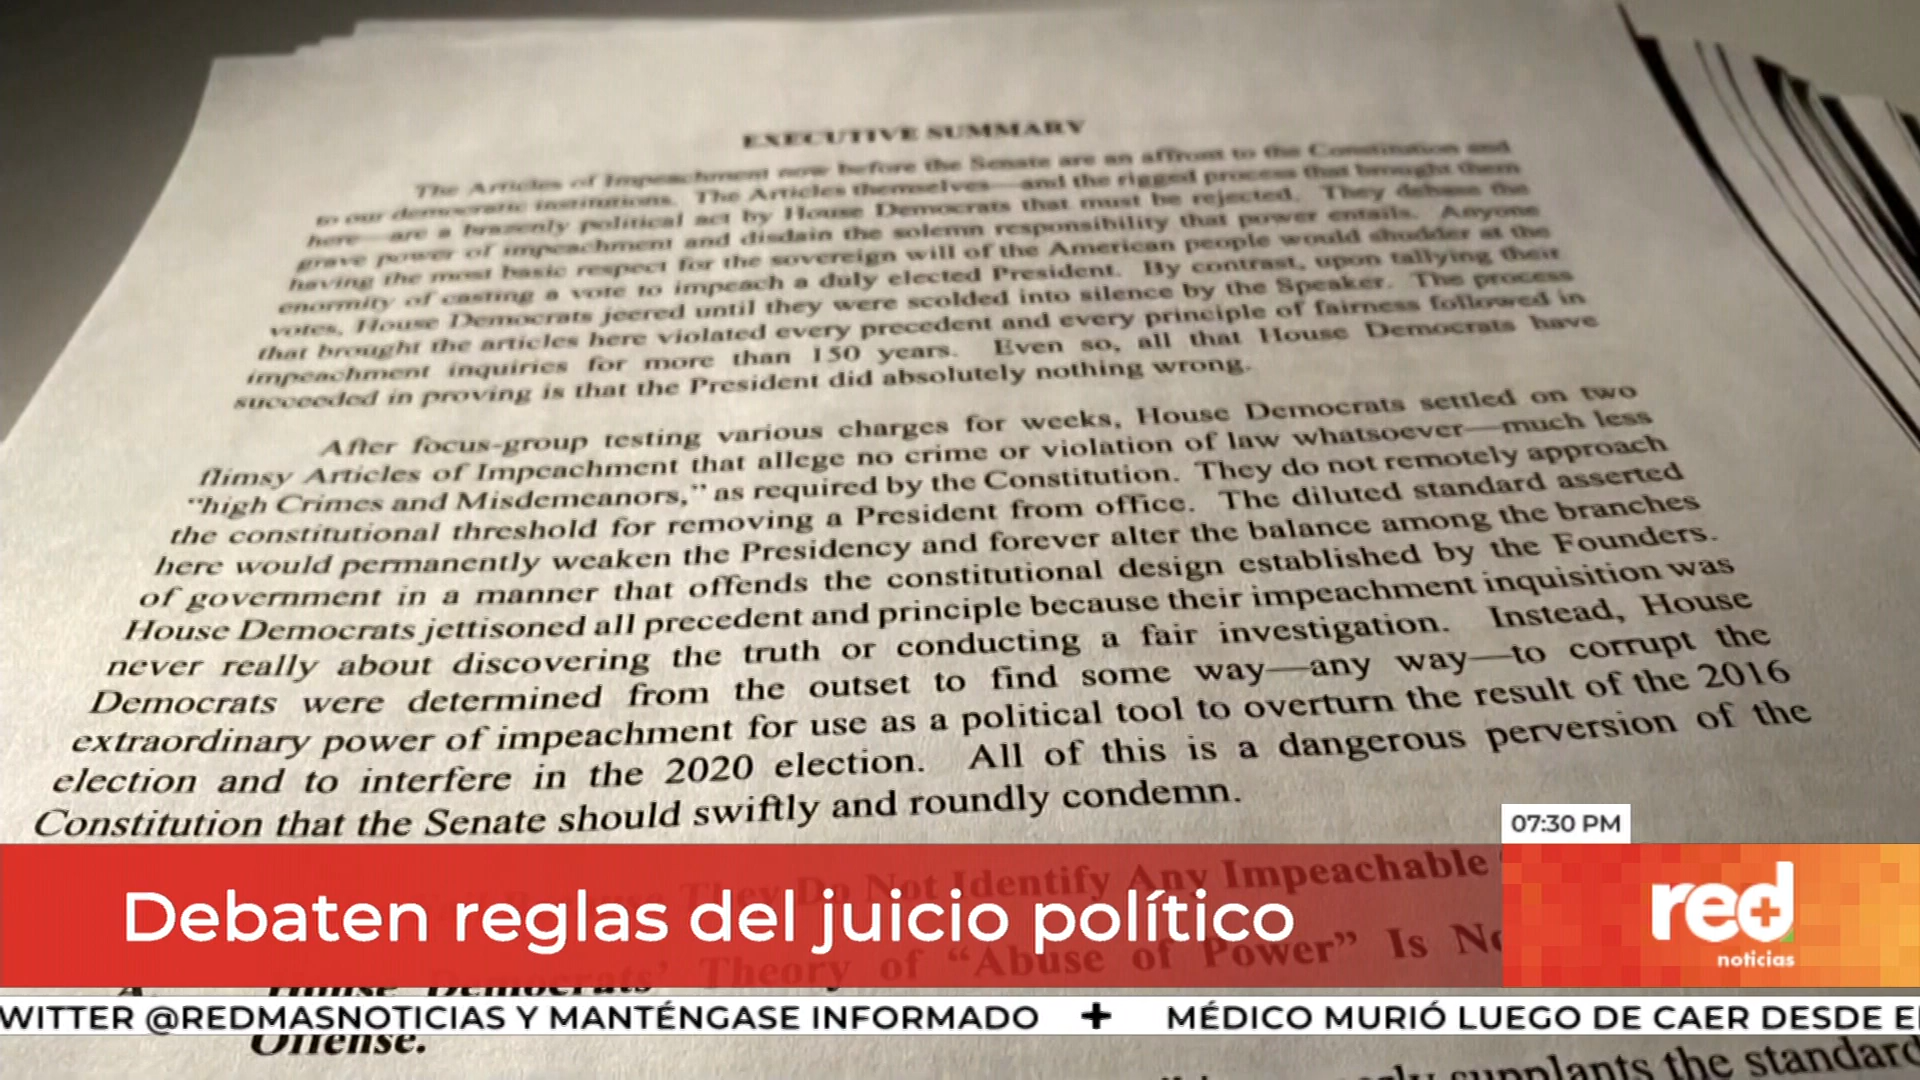 EXECUTIVE SUMMARY
The Articles of Impeachment now before the Senate are an affront to the Constitution and
to our democratic institutions. The Articles themselves—and the rigged process that brought them
here—are a brazenly political act by House Democrats that must be rejected. They debase the
grave power of impeachment and disdain the solemn responsibility that power entails. Anyone
having the most basic respect for the sovereign will of the American people would shudder at the
enormity of casting a vote to impeach a duly elected President. By contrast, upon tallying their
votes, House Democrats jeered until they were scolded into silence by the Speaker. The process
that brought the articles here violated every precedent and every principle of fairness followed in
impeachment inquiries for more than 150 years. Even so, all that House Democrats have
succeeded in proving is that the President did absolutely nothing wrong.
After focus-group testing various charges for weeks, House Democrats settled on two
flimsy Articles of Impeachment that allege no crime or violation of law whatsoever—much less
“high Crimes and Misdemeanors,” as required by the Constitution. They do not remotely approach
the constitutional threshold for removing a President from office. The diluted standard asserted
here would permanently weaken the Presidency and forever alter the balance among the branches
of government in a manner that offends the constitutional design established by the Founders.
House Democrats jettisoned all precedent and principle because their impeachment inquisition was
never really about discovering the truth or conducting a fair investigation. Instead, House
Democrats were determined from the outset to find some way—any way—to corrupt the
extraordinary power of impeachment for use as a political tool to overturn the result of the 2016
election and to interfere in the 2020 election. All of this is a dangerous perversion of the
Constitution that the Senate should swiftly and roundly condemn.
07:30 PM
They Do Not Identify Any Impeachable
Debaten reglas del juicio político
red+
noticias
A. House Democrats’ Theory of “Abuse of Power” Is
WITTER @REDMASNOTICIAS Y MANTÉNGASE INFORMADO + MÉDICO MURIÓ LUEGO DE CAER DESDE
Offense.
supplants the standard